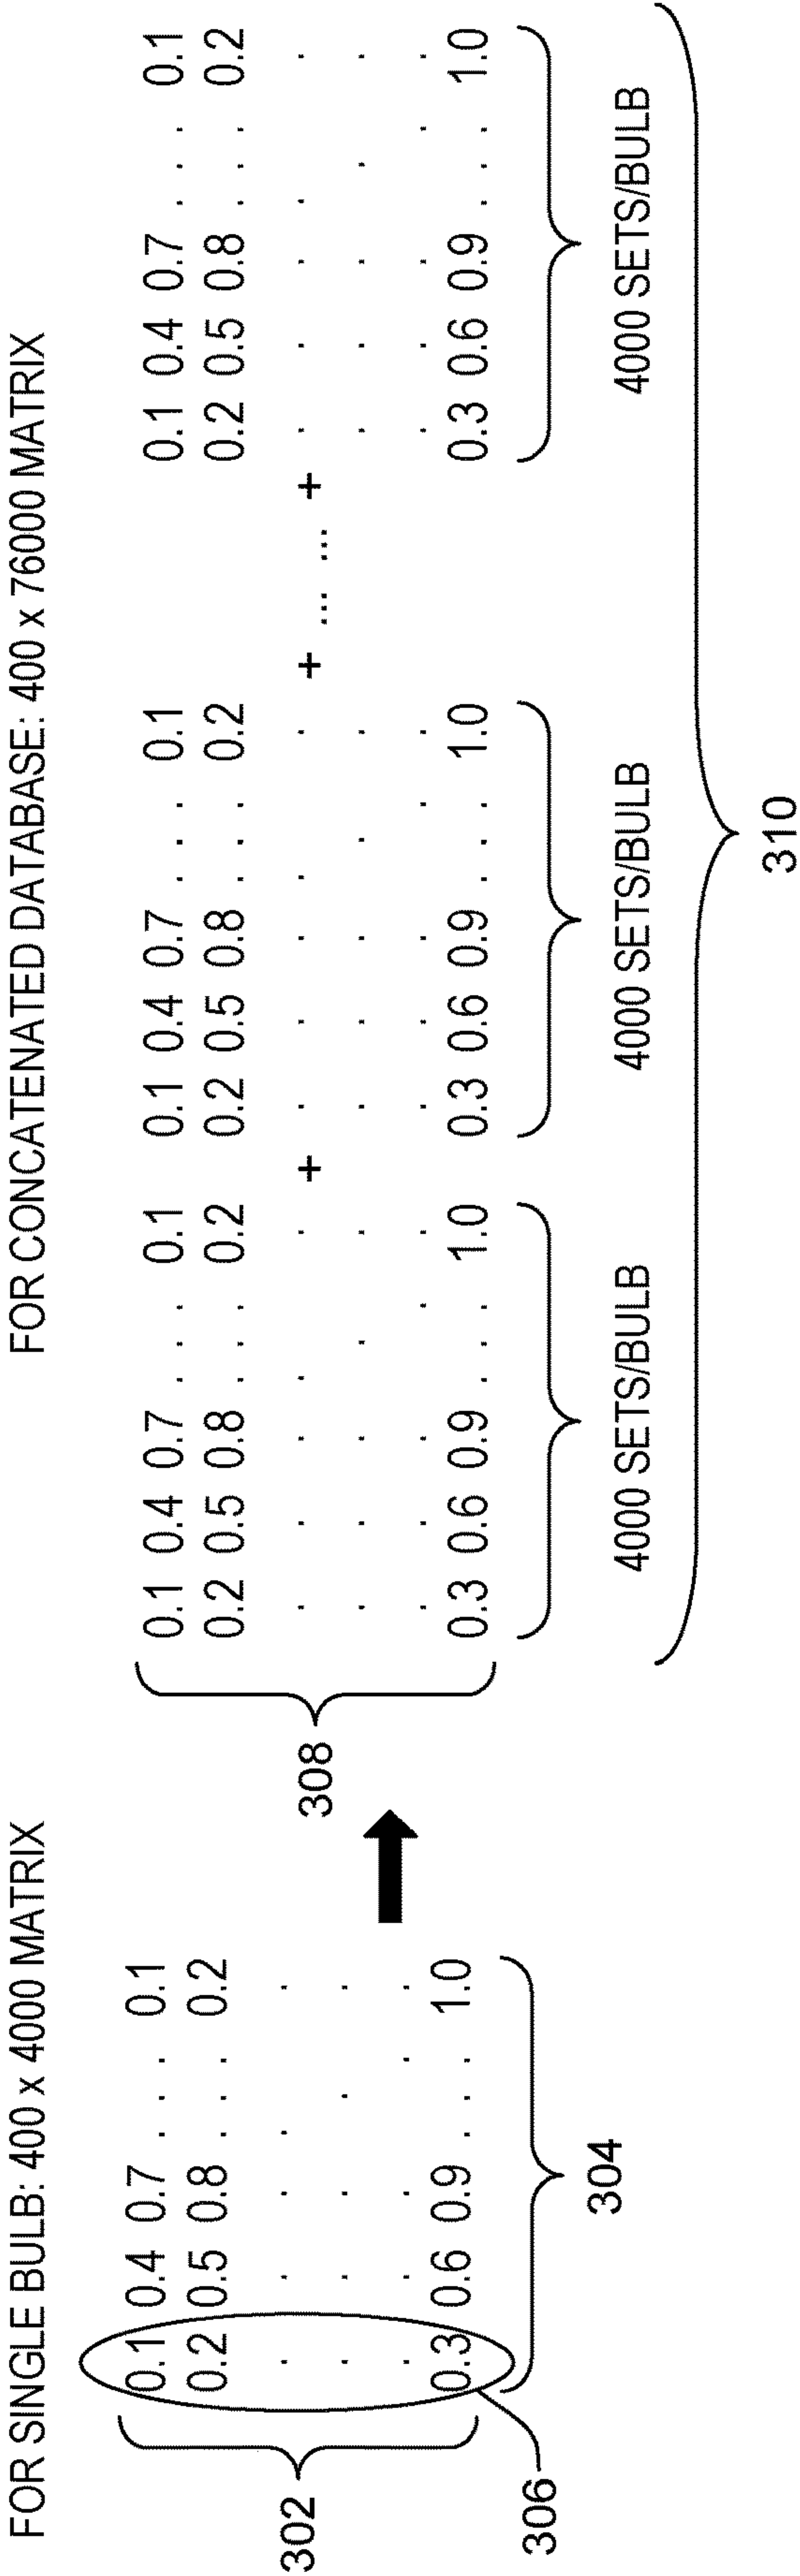 FOR SINGLE BULB: 400 x 4000 MATRIX
302
0.1 0.4 0.7 . . . 0.1
0.2 0.5 0.8 . . . 0.2
. . . . .
. . . . .
. . . . .
0.3 0.6 0.9 . . . 1.0
306
304
FOR CONCATENATED DATABASE: 400 x 76000 MATRIX
308
0.1 0.4 0.7 . . . 0.1 0.1 0.4 0.7 . . . 0.1 0.1 0.4 0.7 . . . 0.1
0.2 0.5 0.8 . . . 0.2 0.2 0.5 0.8 . . . 0.2 0.2 0.5 0.8 . . . 0.2
. . . . . + . . . . . + ... ... + . . . . .
. . . . . . . . . . . . . . .
. . . . . . . . . . . . . . .
0.3 0.6 0.9 . . . 1.0 0.3 0.6 0.9 . . . 1.0 0.3 0.6 0.9 . . . 1.0
4000 SETS/BULB 4000 SETS/BULB 4000 SETS/BULB
310